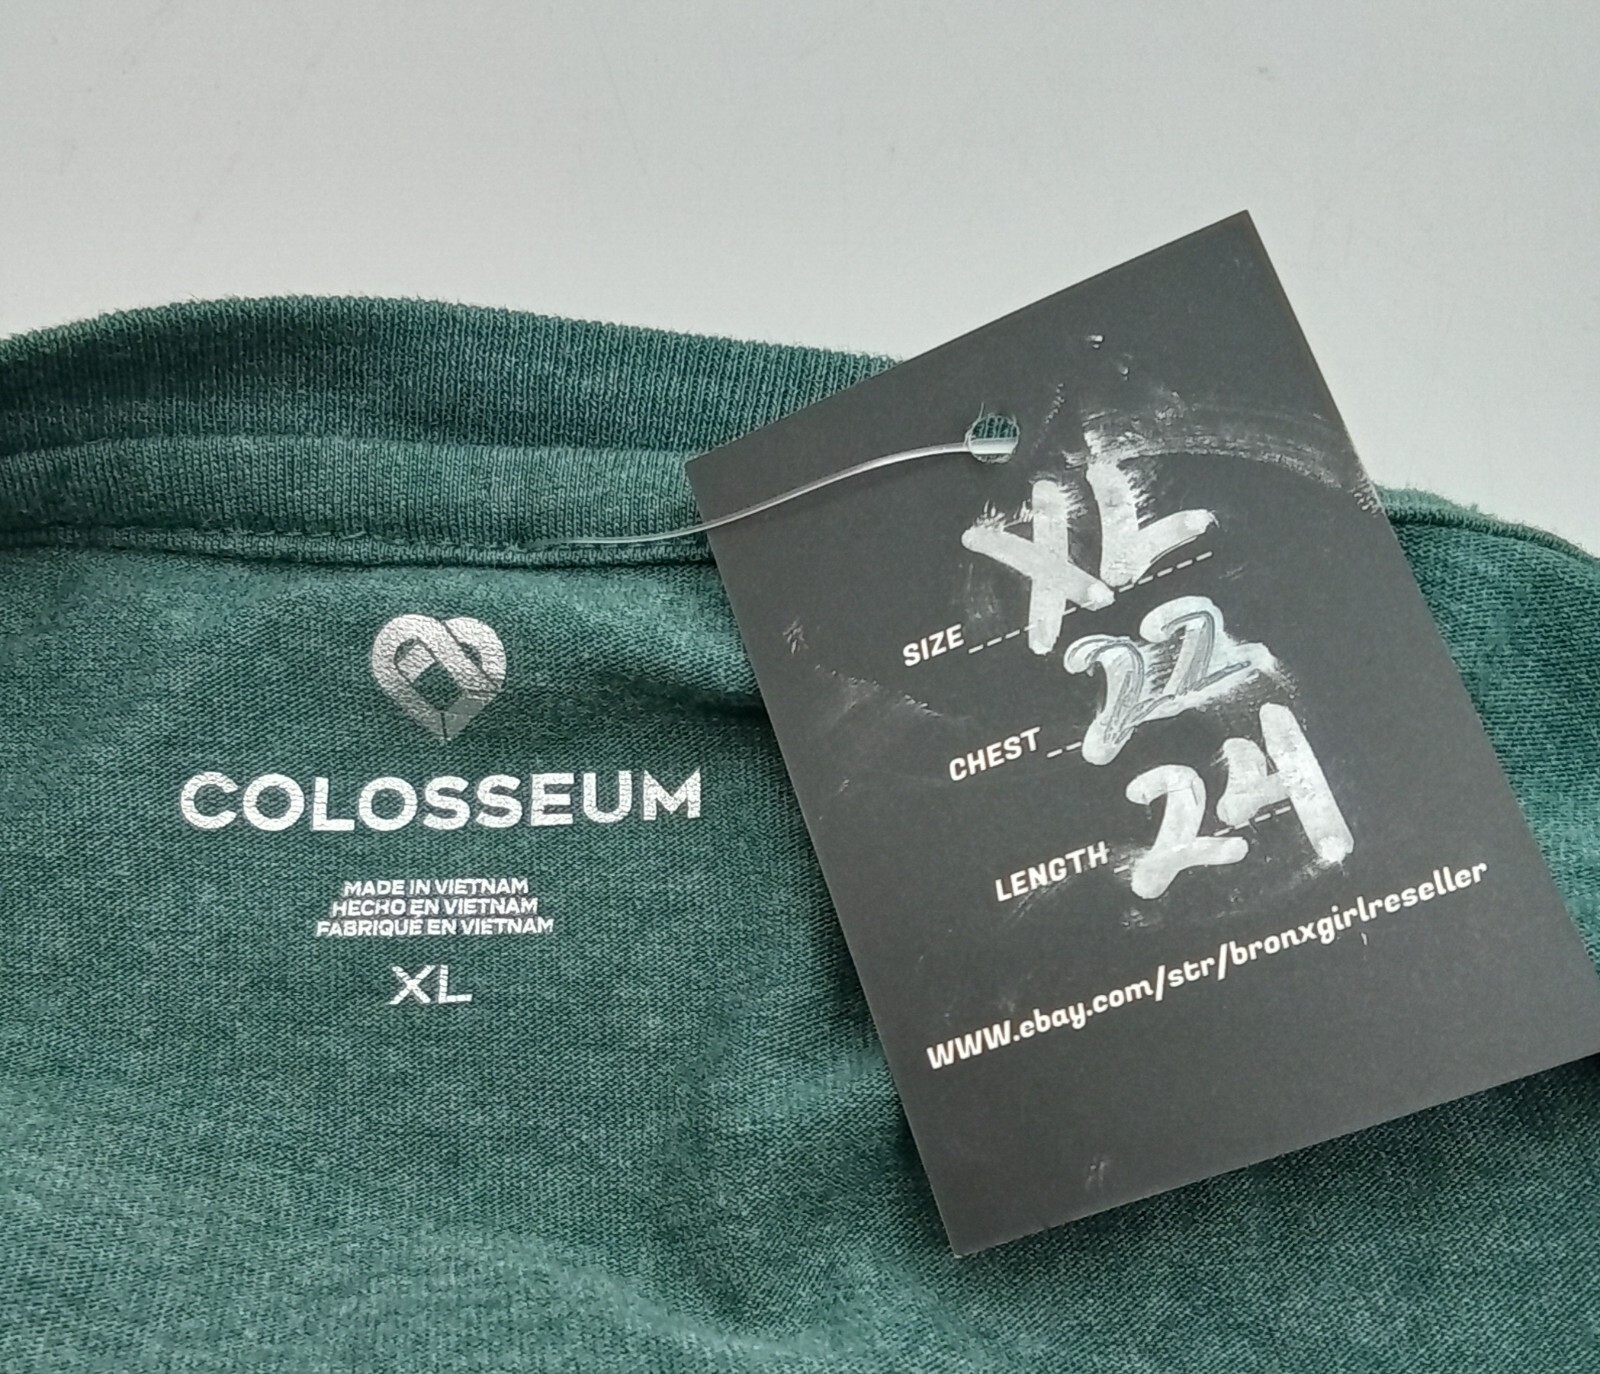 COLOSSEUM
MADE IN VIETNAM
HECHO EN VIETNAM
FABRIQUÉ EN VIETNAM
XL
SIZE XL
CHEST 22
LENGTH 24
www.ebay.com/str/bronxgirlreseller